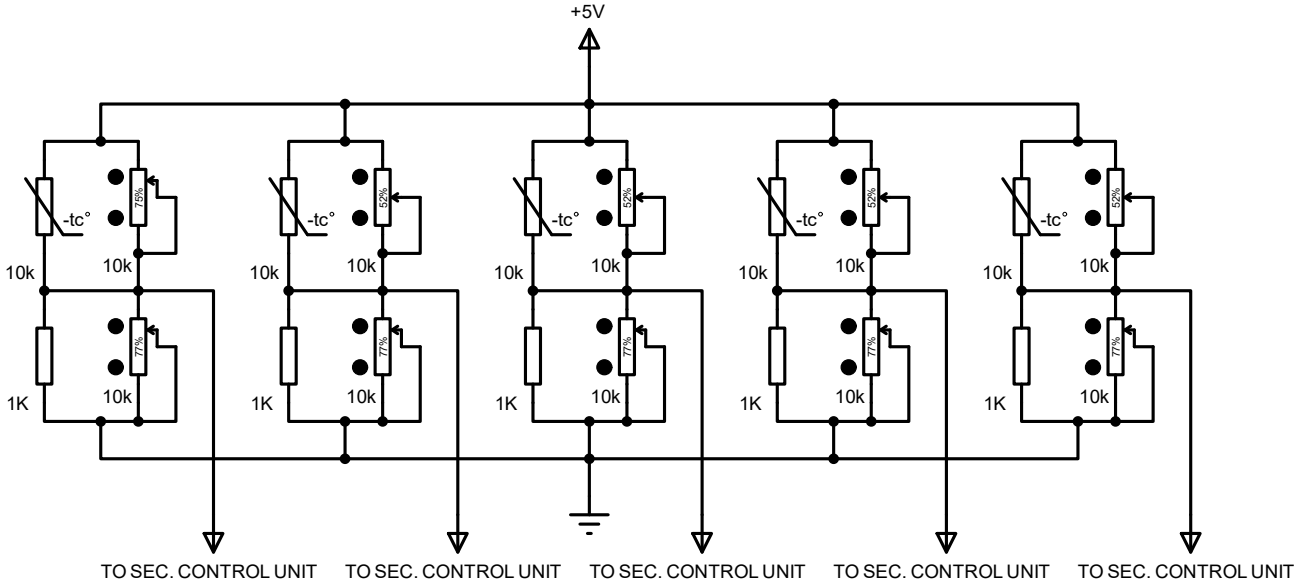 +5V
75% 52% 52% 52% 52%
-tc° -tc° -tc° -tc° -tc°
10k 10k 10k 10k 10k 10k 10k 10k 10k 10k
77% 77% 77% 77% 77%
1K 10k 1K 10k 1K 10k 1K 10k 1K 10k
TO SEC. CONTROL UNIT TO SEC. CONTROL UNIT TO SEC. CONTROL UNIT TO SEC. CONTROL UNIT TO SEC. CONTROL UNIT